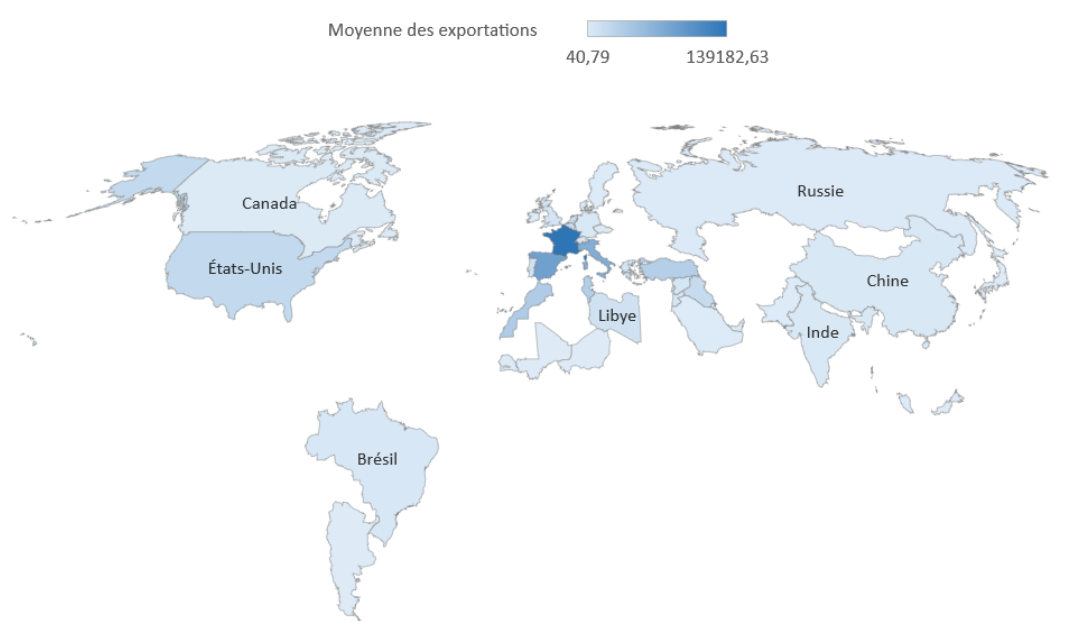 Moyenne des exportations
40,79 139182,63
Canada
Russie
États-Unis
Chine
Libye
Inde
Brésil